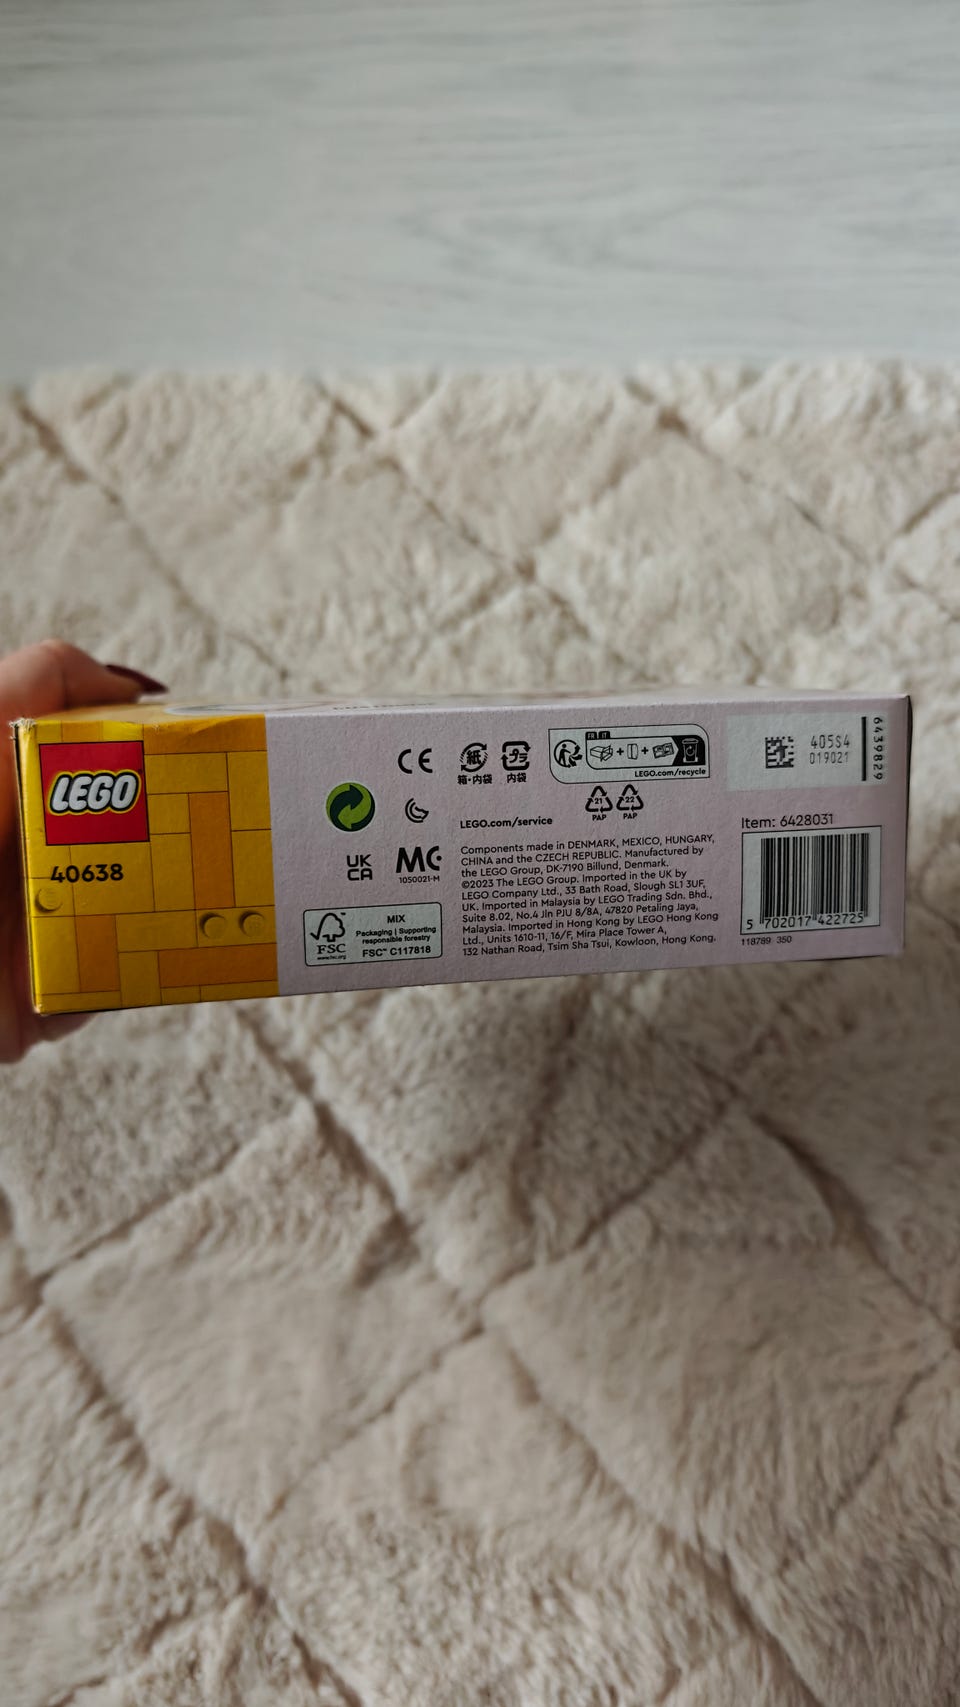 LEGO
40638
CE
紙
箱・内袋
プラ
内袋
FR IT
LEGO.com/recycle
21
PAP
22
PAP
UK
CA
MC
1050021-M
LEGO.com/service
FSC
www.fsc.org
MIX
Packaging | Supporting
responsible forestry
FSC™ C117818
Components made in DENMARK, MEXICO, HUNGARY,
CHINA and the CZECH REPUBLIC. Manufactured by
the LEGO Group, DK-7190 Billund, Denmark.
©2023 The LEGO Group. Imported in the UK by
LEGO Company Ltd., 33 Bath Road, Slough SL1 3UF,
UK. Imported in Malaysia by LEGO Trading Sdn. Bhd.,
Suite 8.02, No.4 Jln PJU 8/8A, 47820 Petaling Jaya,
Malaysia. Imported in Hong Kong by LEGO Hong Kong
Ltd., Units 1610-11, 16/F, Mira Place Tower A,
132 Nathan Road, Tsim Sha Tsui, Kowloon, Hong Kong.
405S4
019021
6439829
Item: 6428031
5 702017 422725
118789 350